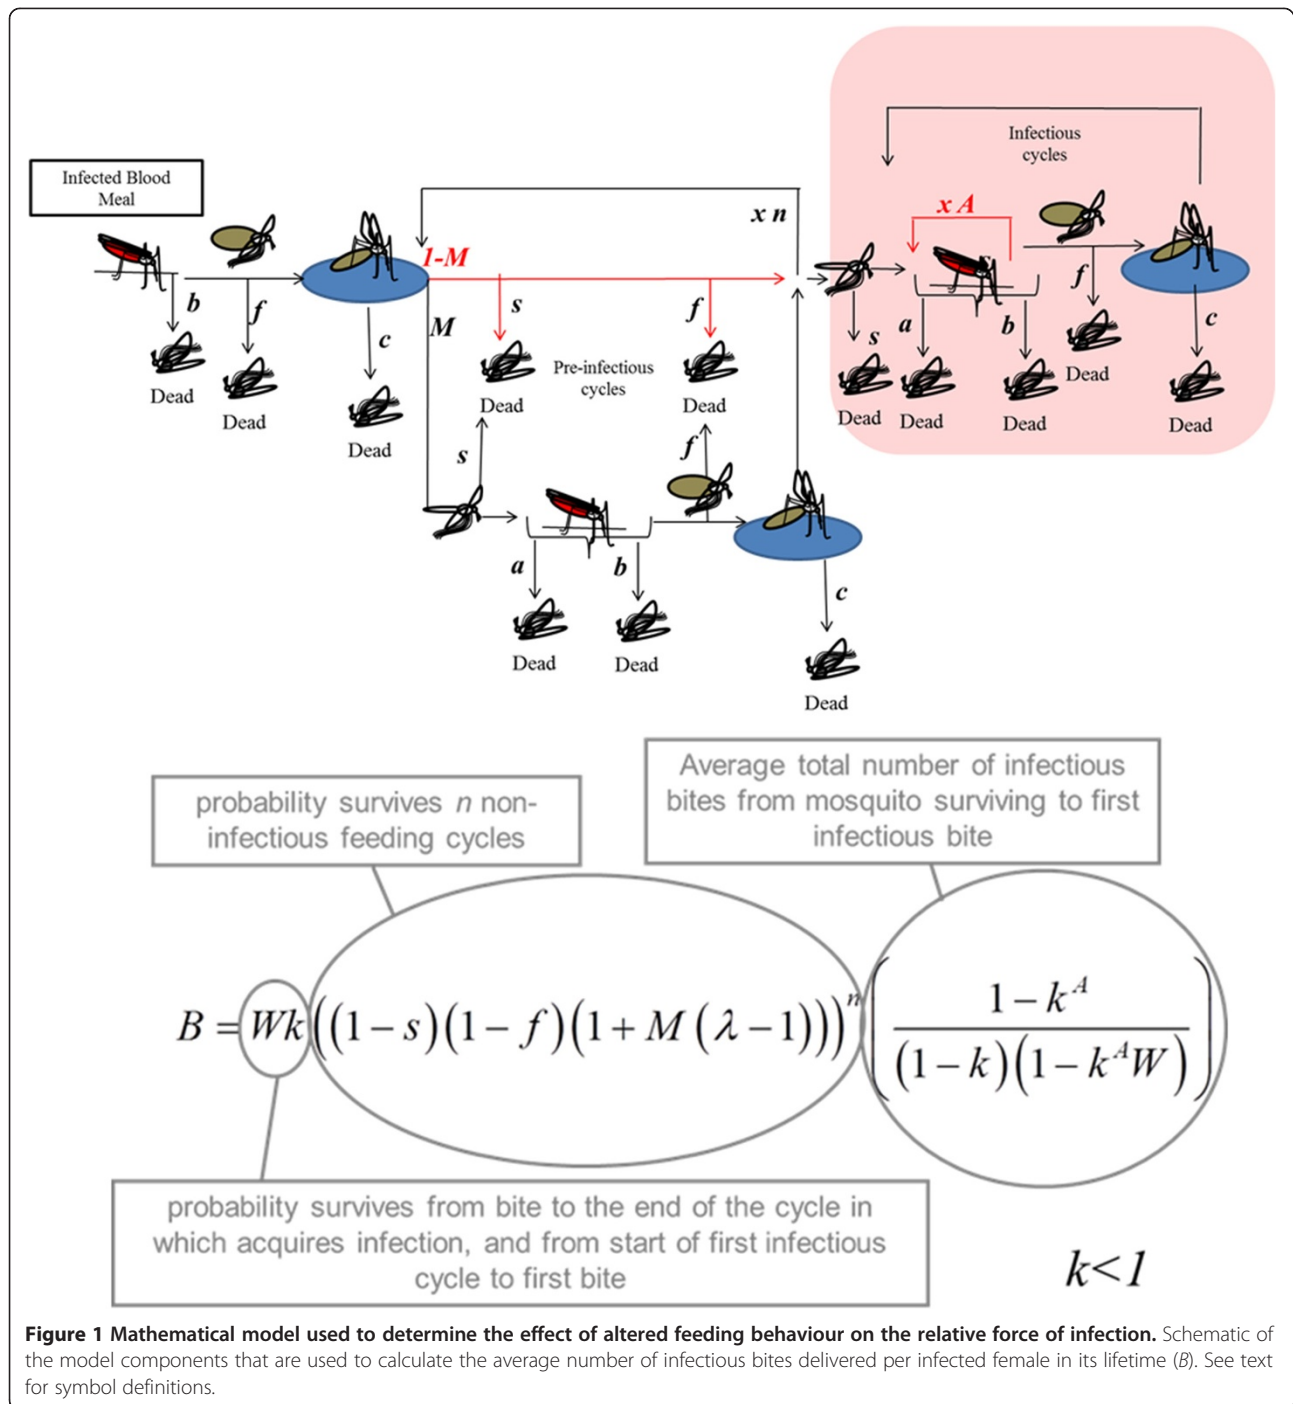 Infected Blood
Meal
b
Dead
f
Dead
c
Dead
1-M
M
s
Dead
Pre-infectious
cycles
f
Dead
x n
s
a
Dead
b
Dead
f
c
Dead
Infectious
cycles
x A
s
Dead
a
Dead
b
Dead
f
Dead
c
Dead
probability survives n non-
infectious feeding cycles
Average total number of infectious
bites from mosquito surviving to first
infectious bite
B = Wk((1−s)(1−f)(1+M(λ−1)))^n ( (1−k^A) / ((1−k)(1−k^A W)) )
probability survives from bite to the end of the cycle in
which acquires infection, and from start of first infectious
cycle to first bite
k<1
Figure 1 Mathematical model used to determine the effect of altered feeding behaviour on the relative force of infection. Schematic of
the model components that are used to calculate the average number of infectious bites delivered per infected female in its lifetime (B). See text
for symbol definitions.